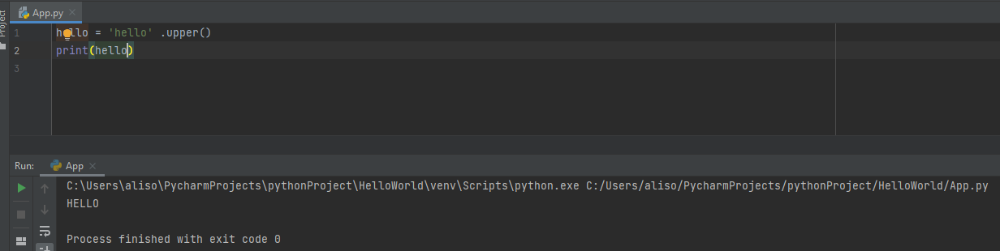 Project
App.py
1 hello = 'hello' .upper()
2 print(hello)
3
Run: App
C:\Users\aliso\PycharmProjects\pythonProject\HelloWorld\venv\Scripts\python.exe C:/Users/aliso/PycharmProjects/pythonProject/HelloWorld/App.py
HELLO
Process finished with exit code 0